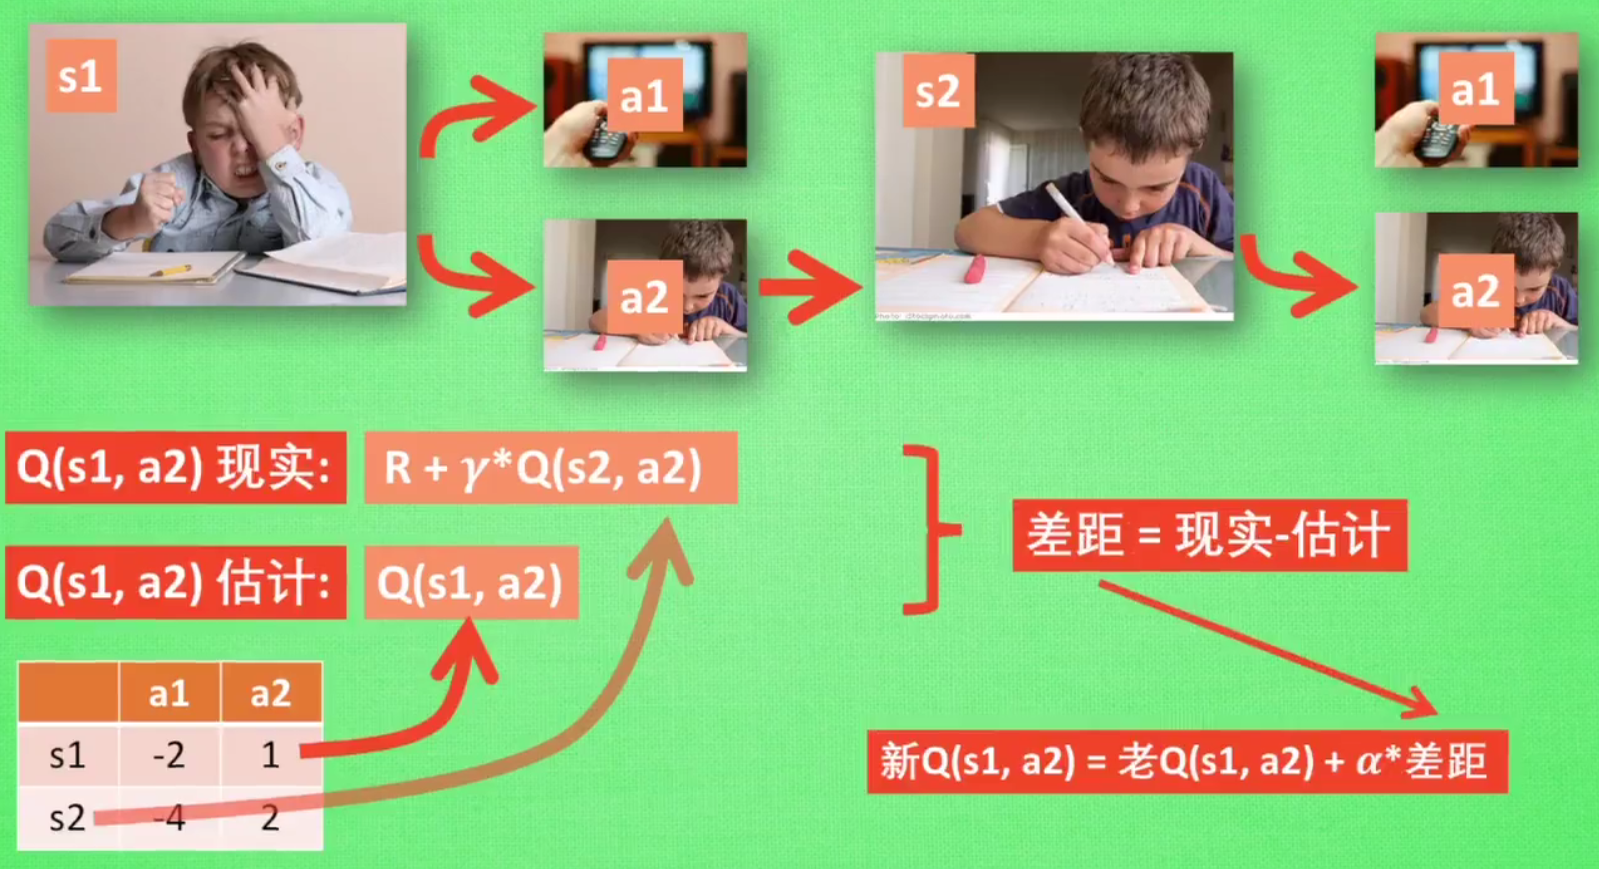 s1
a1
a2
s2
a1
a2
Q(s1, a2) 现实:
R + γ*Q(s2, a2)
Q(s1, a2) 估计:
Q(s1, a2)
差距 = 现实-估计
新Q(s1, a2) = 老Q(s1, a2) + α*差距
a1 a2
s1 -2 1
s2 -4 2